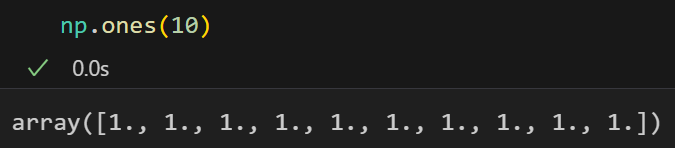 np.ones(10)
0.0s
array([1., 1., 1., 1., 1., 1., 1., 1., 1., 1.])